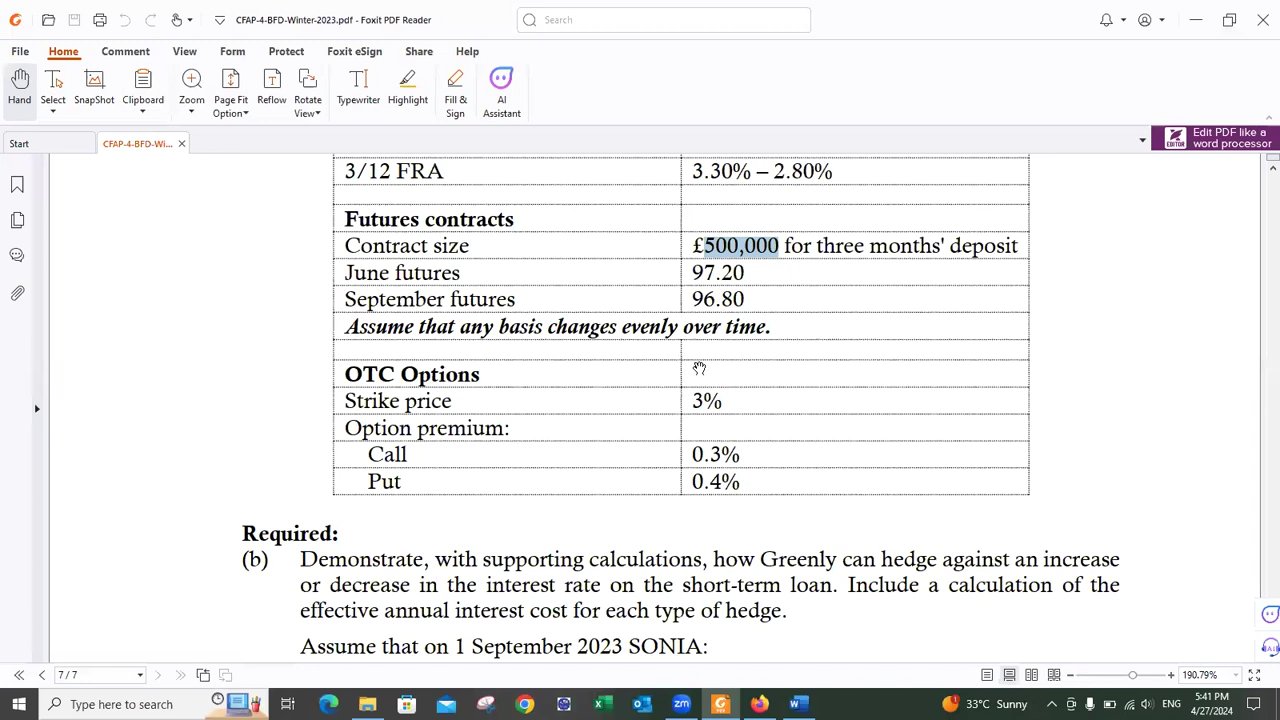 CFAP-4-BFD-Winter-2023.pdf - Foxit PDF Reader
Search
File Home Comment View Form Protect Foxit eSign Share Help
Hand Select SnapShot Clipboard Zoom Page Fit Option Reflow Rotate View Typewriter Highlight Fill & Sign AI Assistant
Start CFAP-4-BFD-Wi... Edit PDF like a word processor
EDITOR
3/12 FRA 3.30% – 2.80%
Futures contracts
Contract size £500,000 for three months' deposit
June futures 97.20
September futures 96.80
Assume that any basis changes evenly over time.
OTC Options
Strike price 3%
Option premium:
Call 0.3%
Put 0.4%
Required:
(b) Demonstrate, with supporting calculations, how Greenly can hedge against an increase
or decrease in the interest rate on the short-term loan. Include a calculation of the
effective annual interest cost for each type of hedge.
Assume that on 1 September 2023 SONIA:
7/7 190.79%
Type here to search zm 33°C Sunny ENG 5:41 PM
4/27/2024